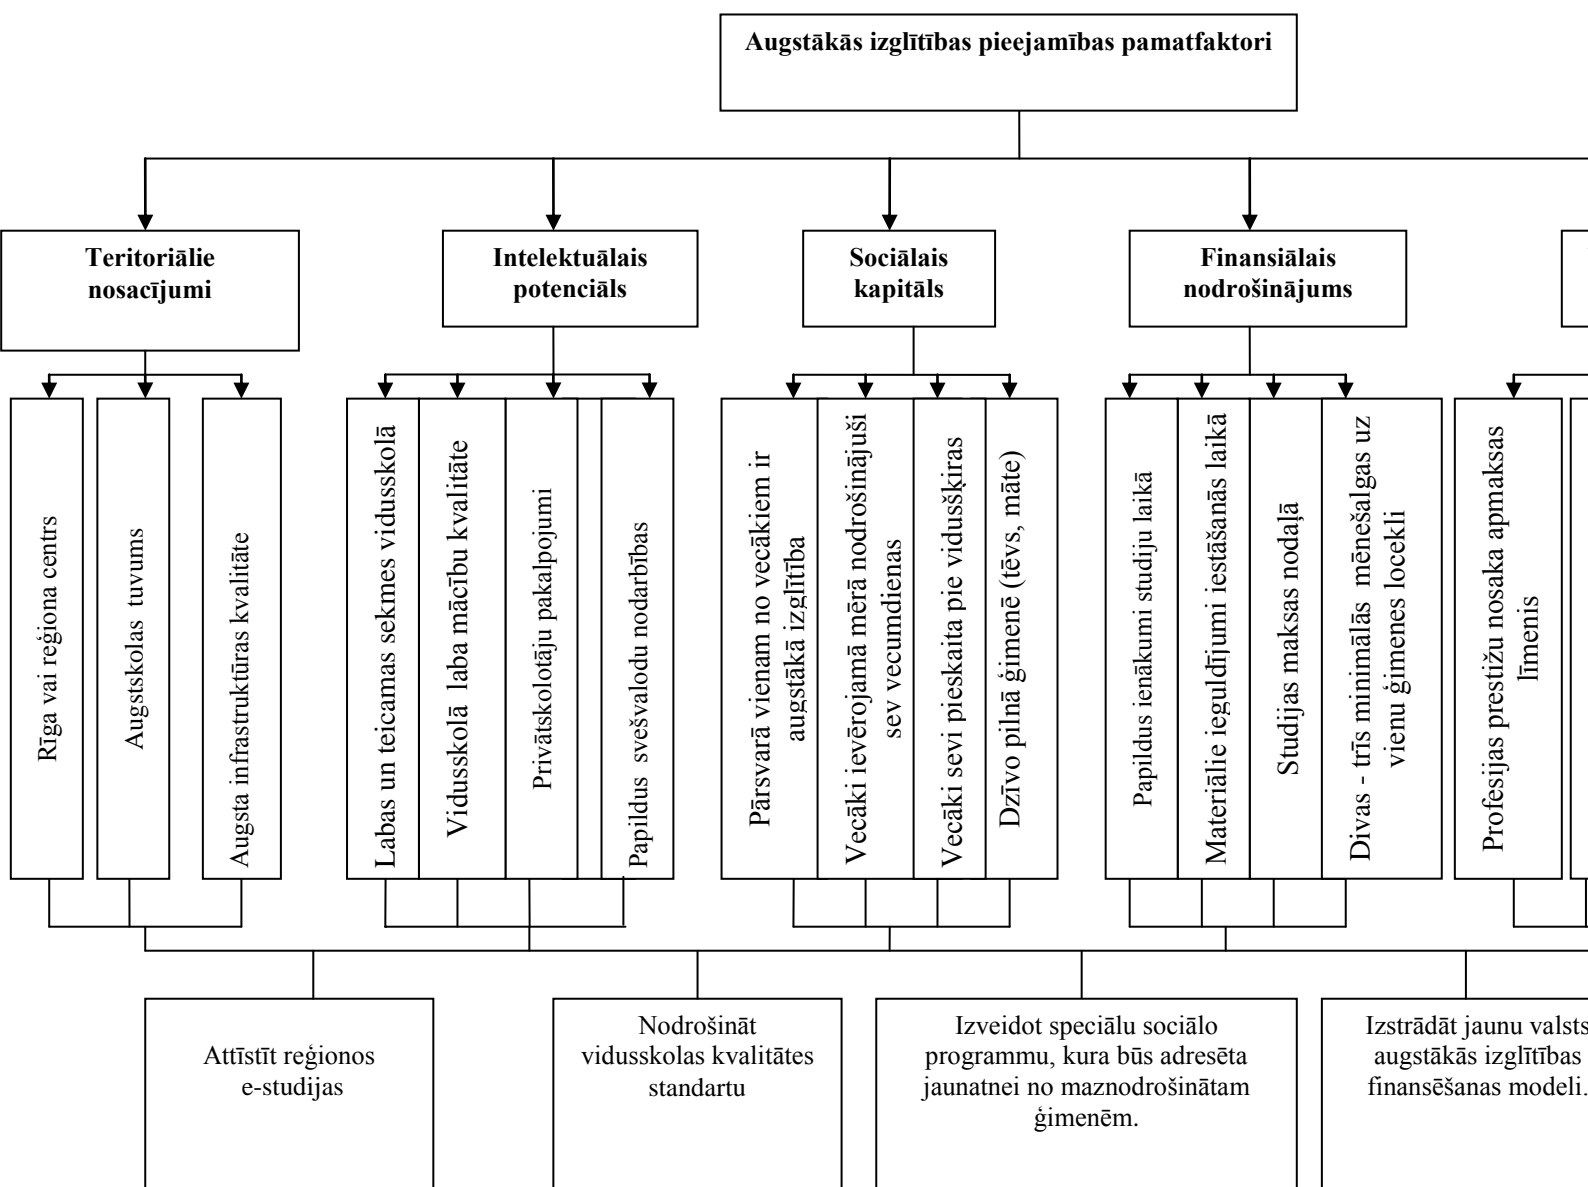 Augstākās izglītības pieejamības pamatfaktori
Teritoriālie
nosacījumi
Intelektuālais
potenciāls
Sociālais
kapitāls
Finansiālais
nodrošinājums
Rīga vai reģiona centrs
Augstskolas tuvums
Augsta infrastruktūras kvalitāte
Labas un teicamas sekmes vidusskolā
Vidusskolā laba mācību kvalitāte
Privātskolotāju pakalpojumi
Papildus svešvalodu nodarbības
Pārsvarā vienam no vecākiem ir
augstākā izglītība
Vecāki ievērojamā mērā nodrošinājuši
sev vecumdienas
Vecāki sevi pieskaita pie vidusšķiras
Dzīvo pilnā ģimenē (tēvs, māte)
Papildus ienākumi studiju laikā
Materiālie ieguldījumi iestāšanās laikā
Studijas maksas nodaļā
Divas - trīs minimālās mēnešalgas uz
vienu ģimenes locekli
Profesijas prestižu nosaka apmaksas
līmenis
Attīstīt reģionos
e-studijas
Nodrošināt
vidusskolas kvalitātes
standartu
Izveidot speciālu sociālo
programmu, kura būs adresēta
jaunatnei no maznodrošinātam
ģimenēm.
Izstrādāt jaunu valsts
augstākās izglītības
finansēšanas modeli.